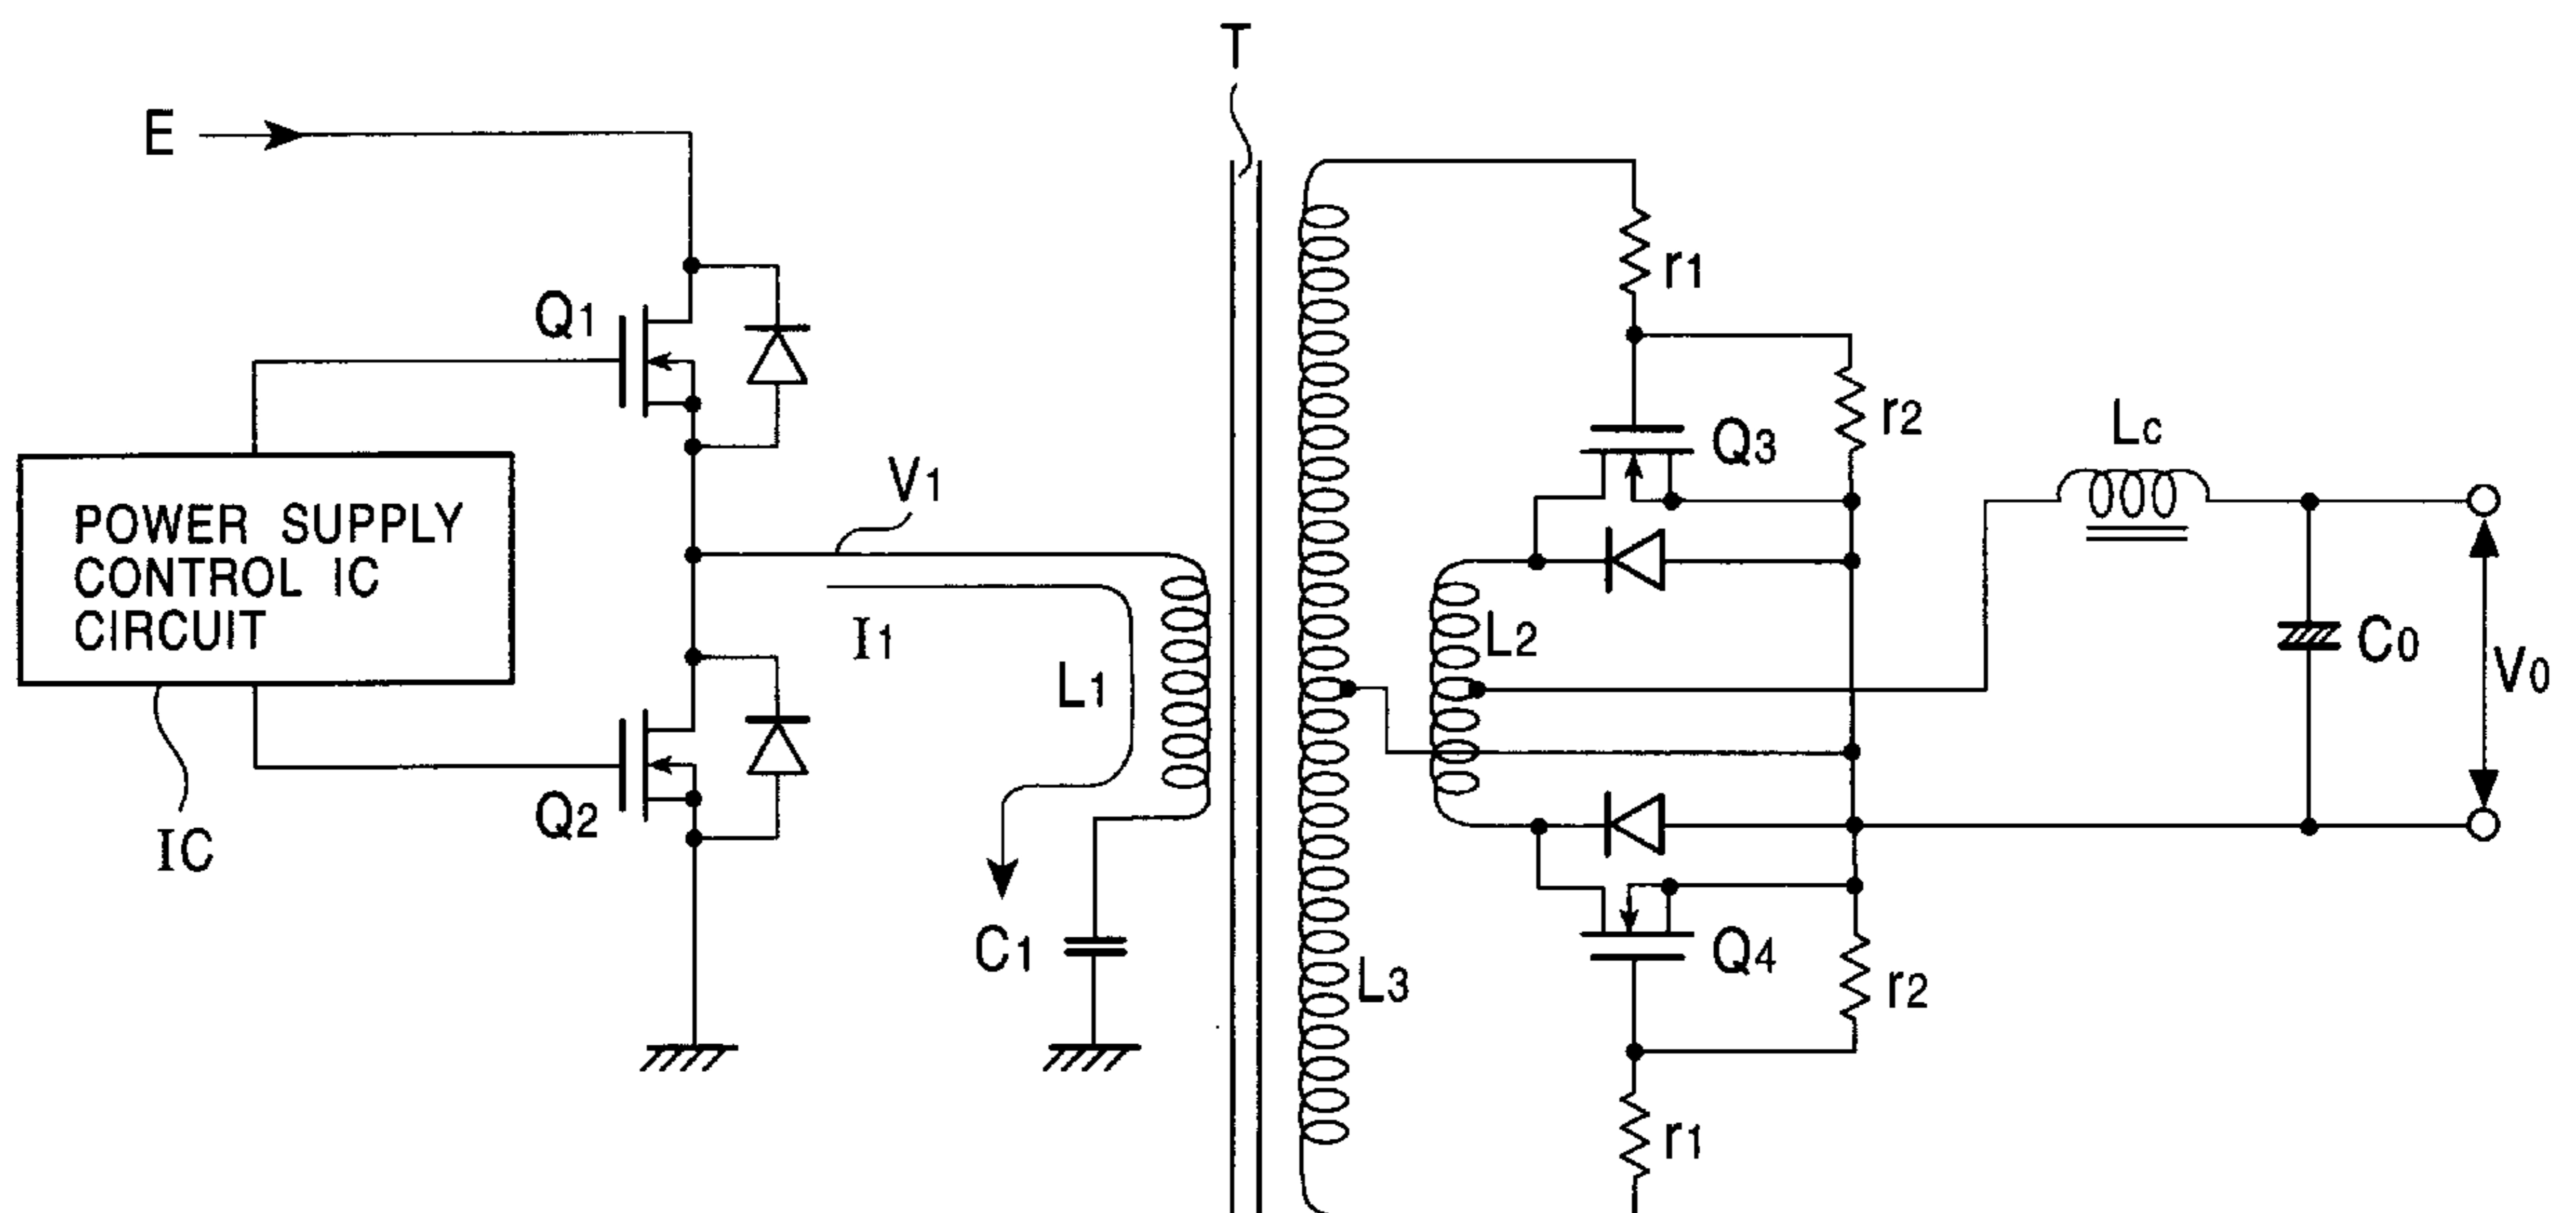 T
E
r1
Q1
r2
Lc
Q3
V1
POWER SUPPLY
CONTROL IC
CIRCUIT
I1
L2
C0
V0
L1
Q2
IC
C1
Q4
L3
r2
r1